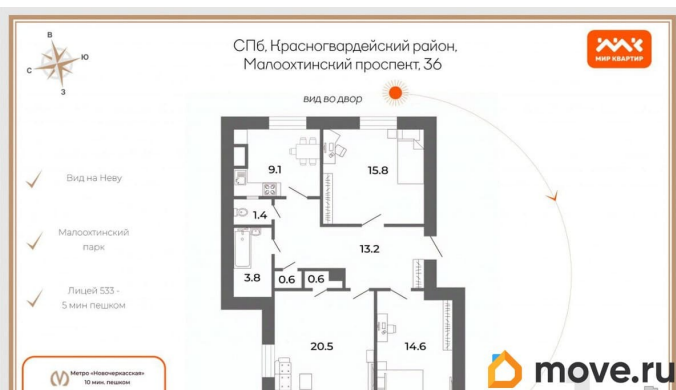 СПб, Красногвардейский район,
Малоохтинский проспект, 36
МИР КВАРТИР
В
Ю
С
З
вид во двор
9.1
15.8
Вид на Неву
1.4
Малоохтинский
парк
13.2
3.8
0.6
0.6
Лицей 533 -
5 мин пешком
20.5
14.6
Метро «Новочеркасская»
10 мин. пешком
move.ru